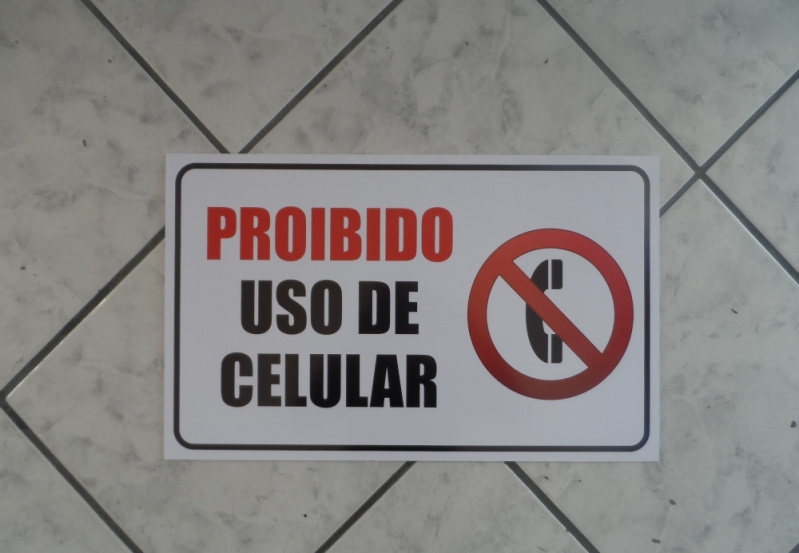 PROIBIDO
USO DE
CELULAR